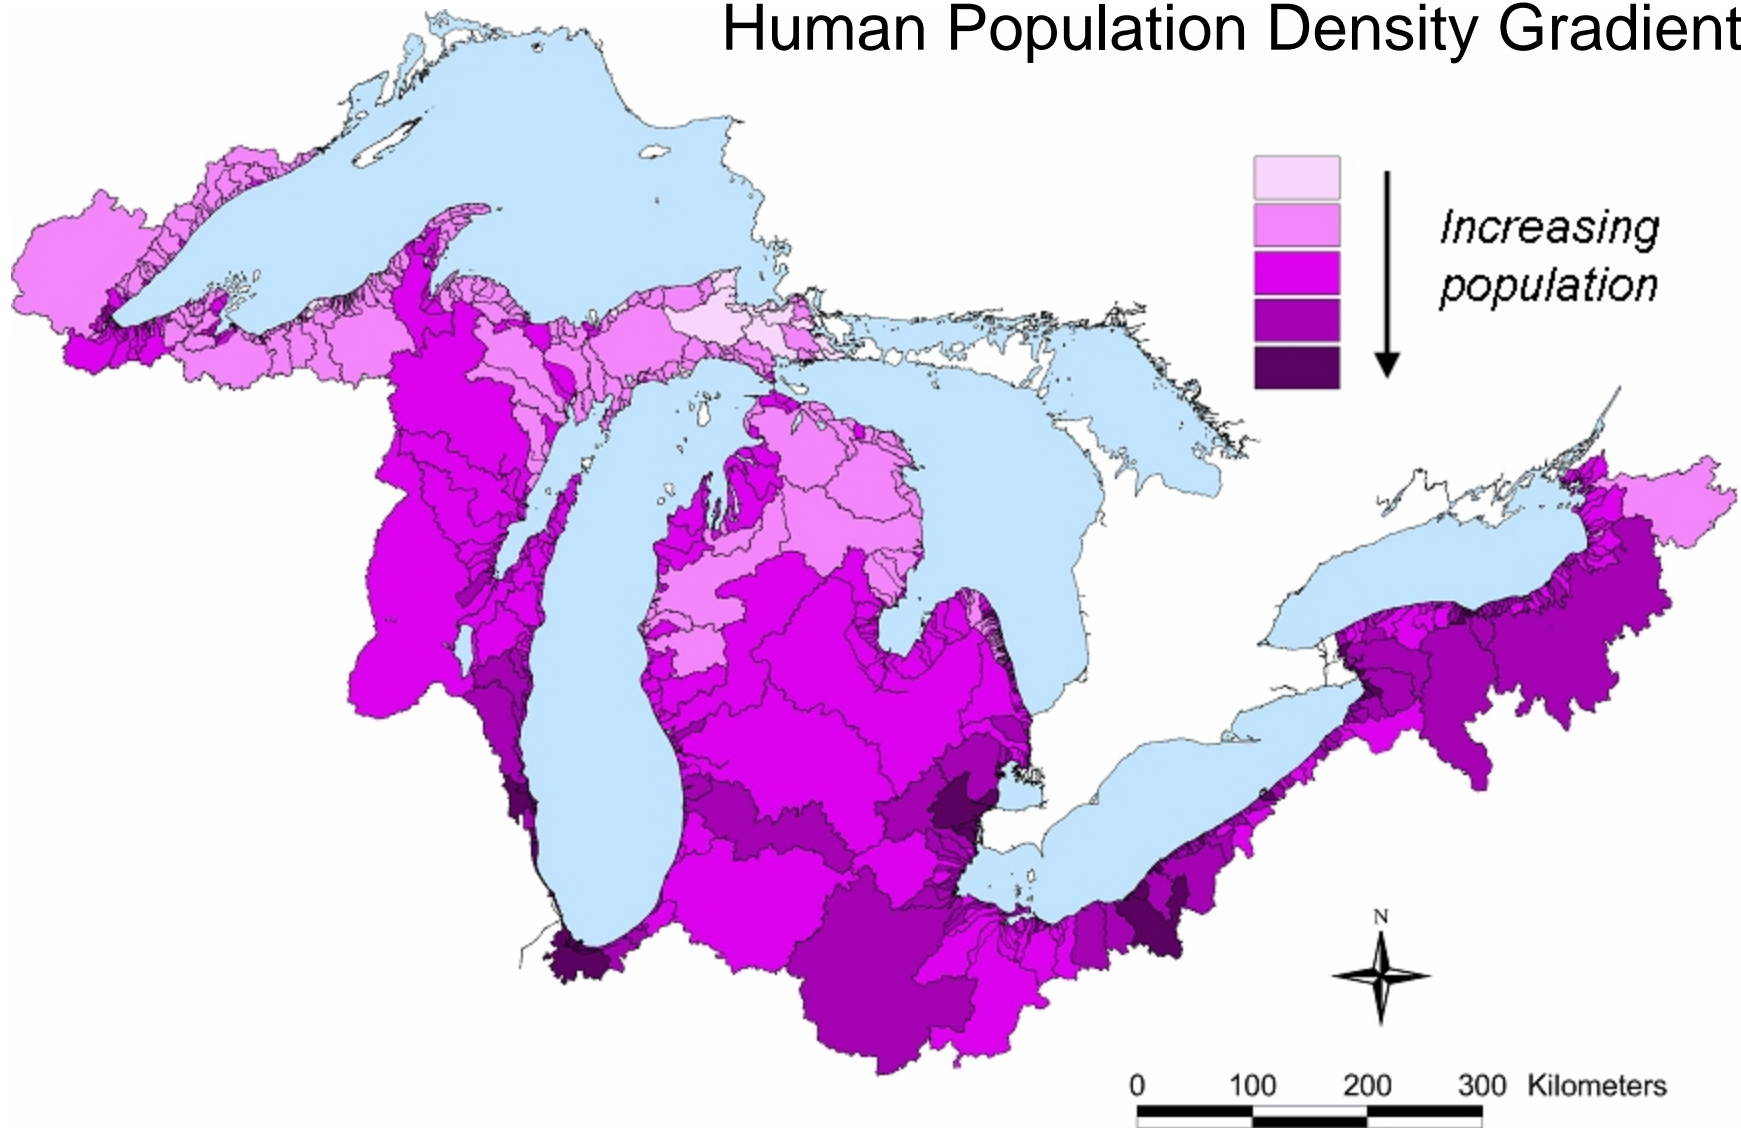 Human Population Density Gradient
Increasing
population
N
0 100 200 300 Kilometers